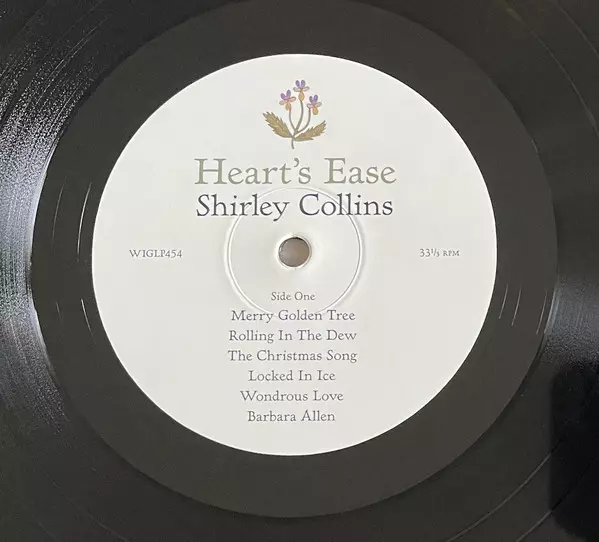 Heart's Ease
Shirley Collins
WIGLP454
33⅓ RPM
Side One
Merry Golden Tree
Rolling In The Dew
The Christmas Song
Locked In Ice
Wondrous Love
Barbara Allen